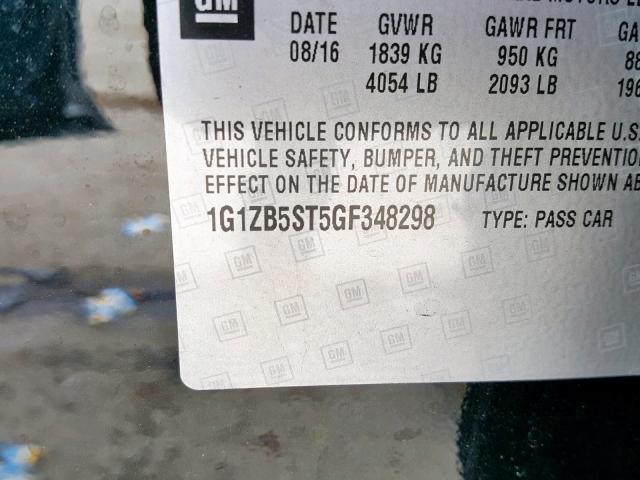 GM
DATE GVWR GAWR FRT
08/16 1839 KG 950 KG
4054 LB 2093 LB
THIS VEHICLE CONFORMS TO ALL APPLICABLE U.S.
VEHICLE SAFETY, BUMPER, AND THEFT PREVENTION
EFFECT ON THE DATE OF MANUFACTURE SHOWN AB
1G1ZB5ST5GF348298 TYPE: PASS CAR